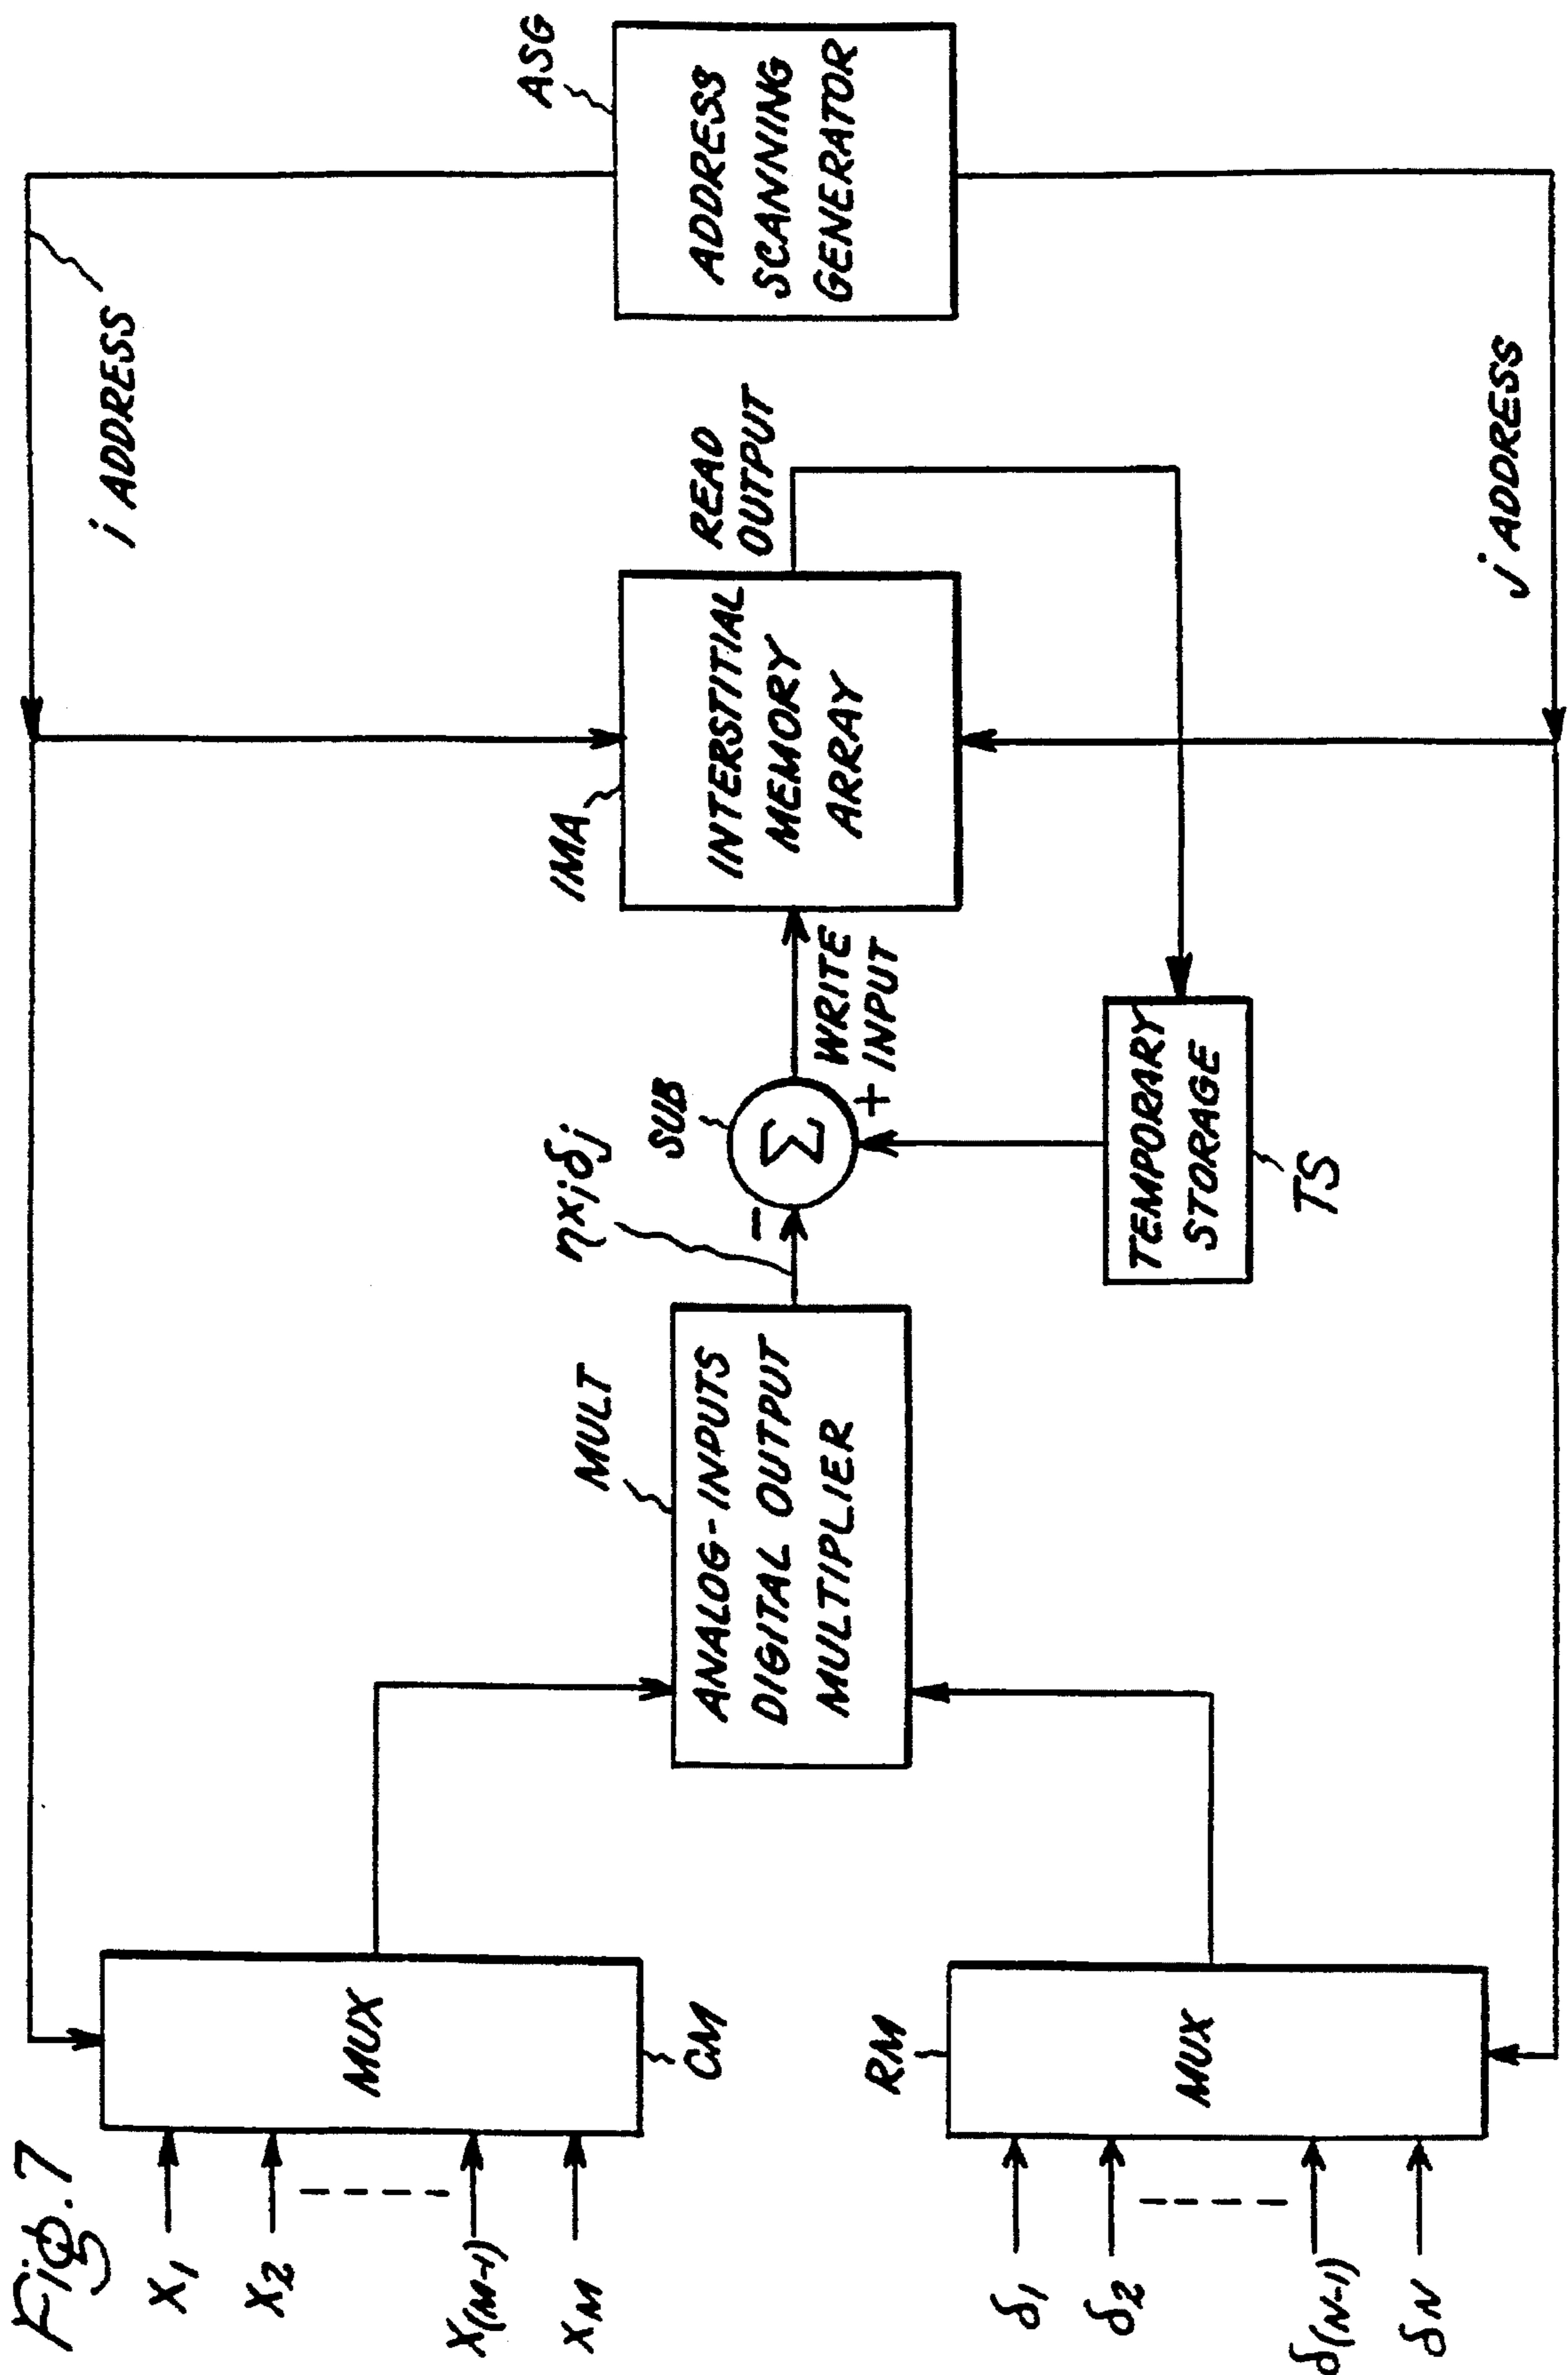 Fig. 7
X1
X2
X(M-1)
XM
MUX
CM
δ1
δ2
δ(N-1)
δN
RM
MUX
MULT
ANALOG-INPUTS
DIGITAL OUTPUT
MULTIPLIER
ηxiδj
SUB
−
Σ
+
WRITE
INPUT
TEMPORARY
STORAGE
TS
IMA
INTERSTITIAL
MEMORY
ARRAY
READ
OUTPUT
i ADDRESS
j ADDRESS
ASG
ADDRESS
SCANNING
GENERATOR